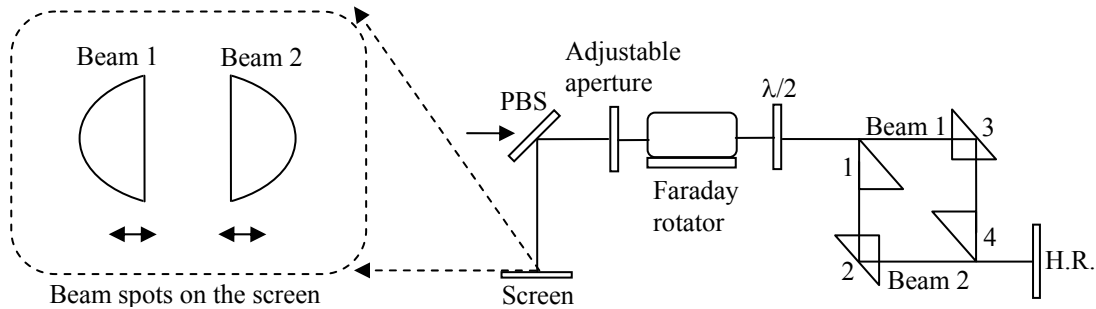 Beam 1
Beam 2
Beam spots on the screen
PBS
Adjustable
aperture
Faraday
rotator
λ/2
Beam 1
1
3
2
4
Beam 2
H.R.
Screen